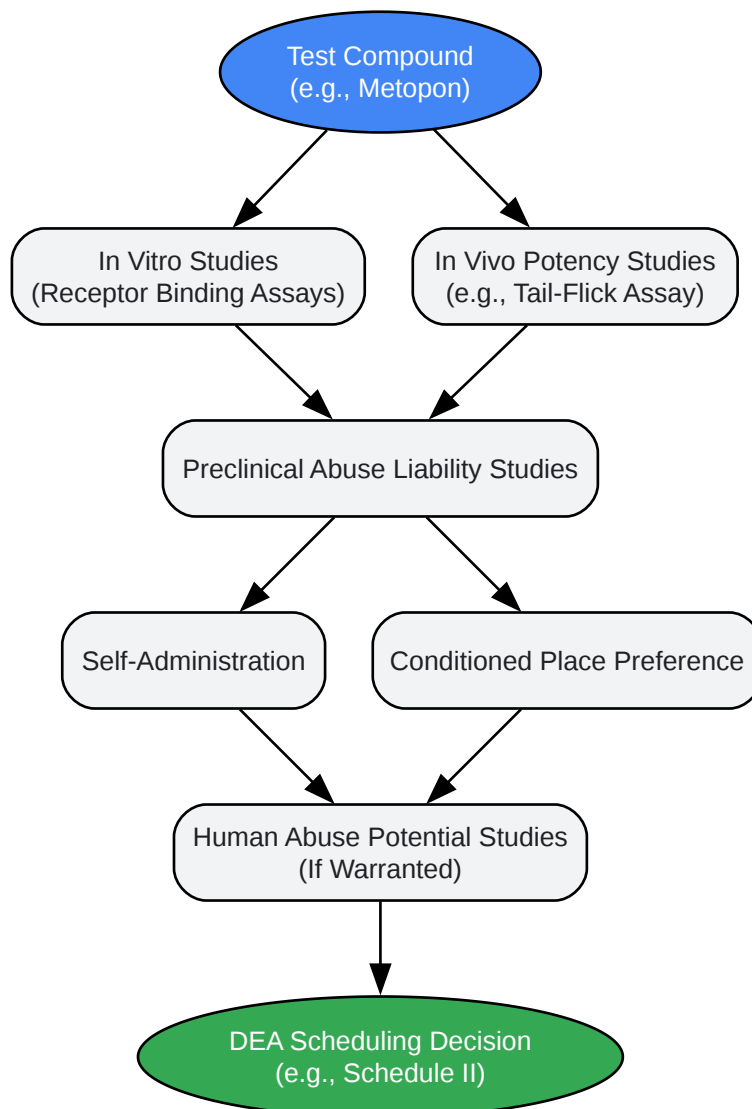 Test Compound
(e.g., Metopon)
In Vitro Studies
(Receptor Binding Assays)
In Vivo Potency Studies
(e.g., Tail-Flick Assay)
Preclinical Abuse Liability Studies
Self-Administration
Conditioned Place Preference
Human Abuse Potential Studies
(If Warranted)
DEA Scheduling Decision
(e.g., Schedule II)